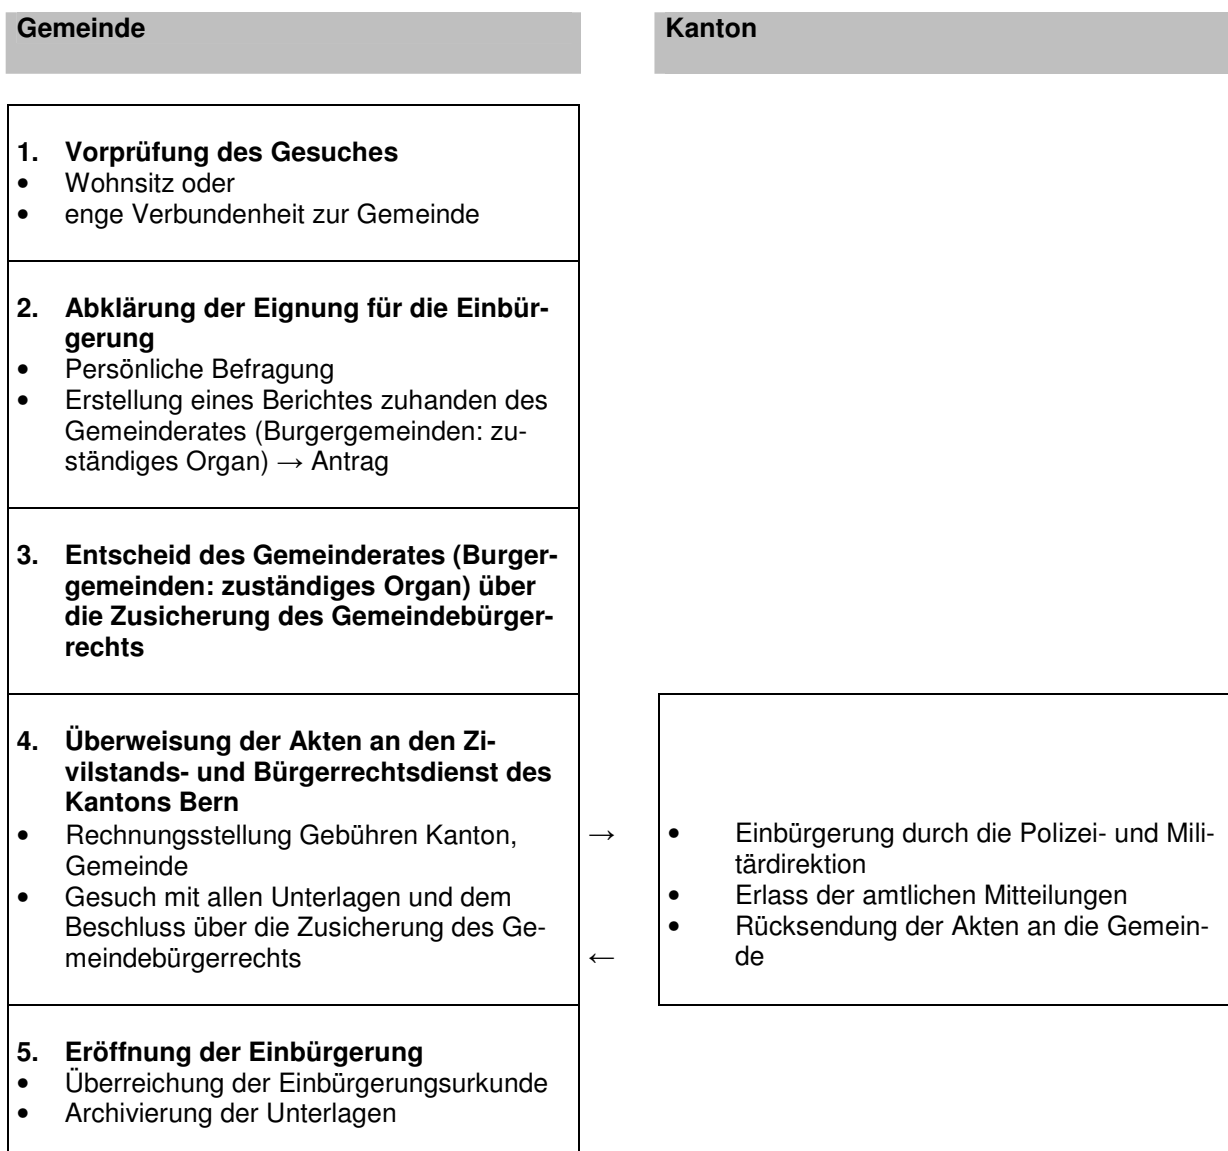 Gemeinde
Kanton
1. Vorprüfung des Gesuches
• Wohnsitz oder
• enge Verbundenheit zur Gemeinde
2. Abklärung der Eignung für die Einbür-
gerung
• Persönliche Befragung
• Erstellung eines Berichtes zuhanden des
Gemeinderates (Burgergemeinden: zu-
ständiges Organ) → Antrag
3. Entscheid des Gemeinderates (Burger-
gemeinden: zuständiges Organ) über
die Zusicherung des Gemeindebürger-
rechts
4. Überweisung der Akten an den Zi-
vilstands- und Bürgerrechtsdienst des
Kantons Bern
• Rechnungsstellung Gebühren Kanton,
Gemeinde
• Gesuch mit allen Unterlagen und dem
Beschluss über die Zusicherung des Ge-
meindebürgerrechts
→
←
• Einbürgerung durch die Polizei- und Mili-
tärdirektion
• Erlass der amtlichen Mitteilungen
• Rücksendung der Akten an die Gemein-
de
5. Eröffnung der Einbürgerung
• Überreichung der Einbürgerungsurkunde
• Archivierung der Unterlagen